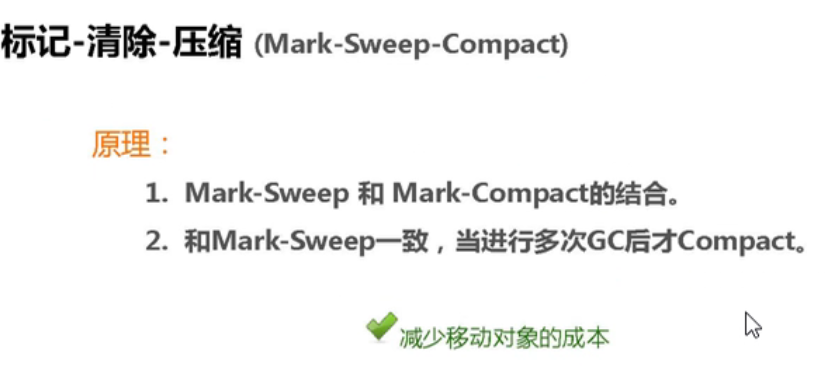 标记-清除-压缩 (Mark-Sweep-Compact)
原理：
1. Mark-Sweep 和 Mark-Compact的结合。
2. 和Mark-Sweep一致，当进行多次GC后才Compact。
减少移动对象的成本